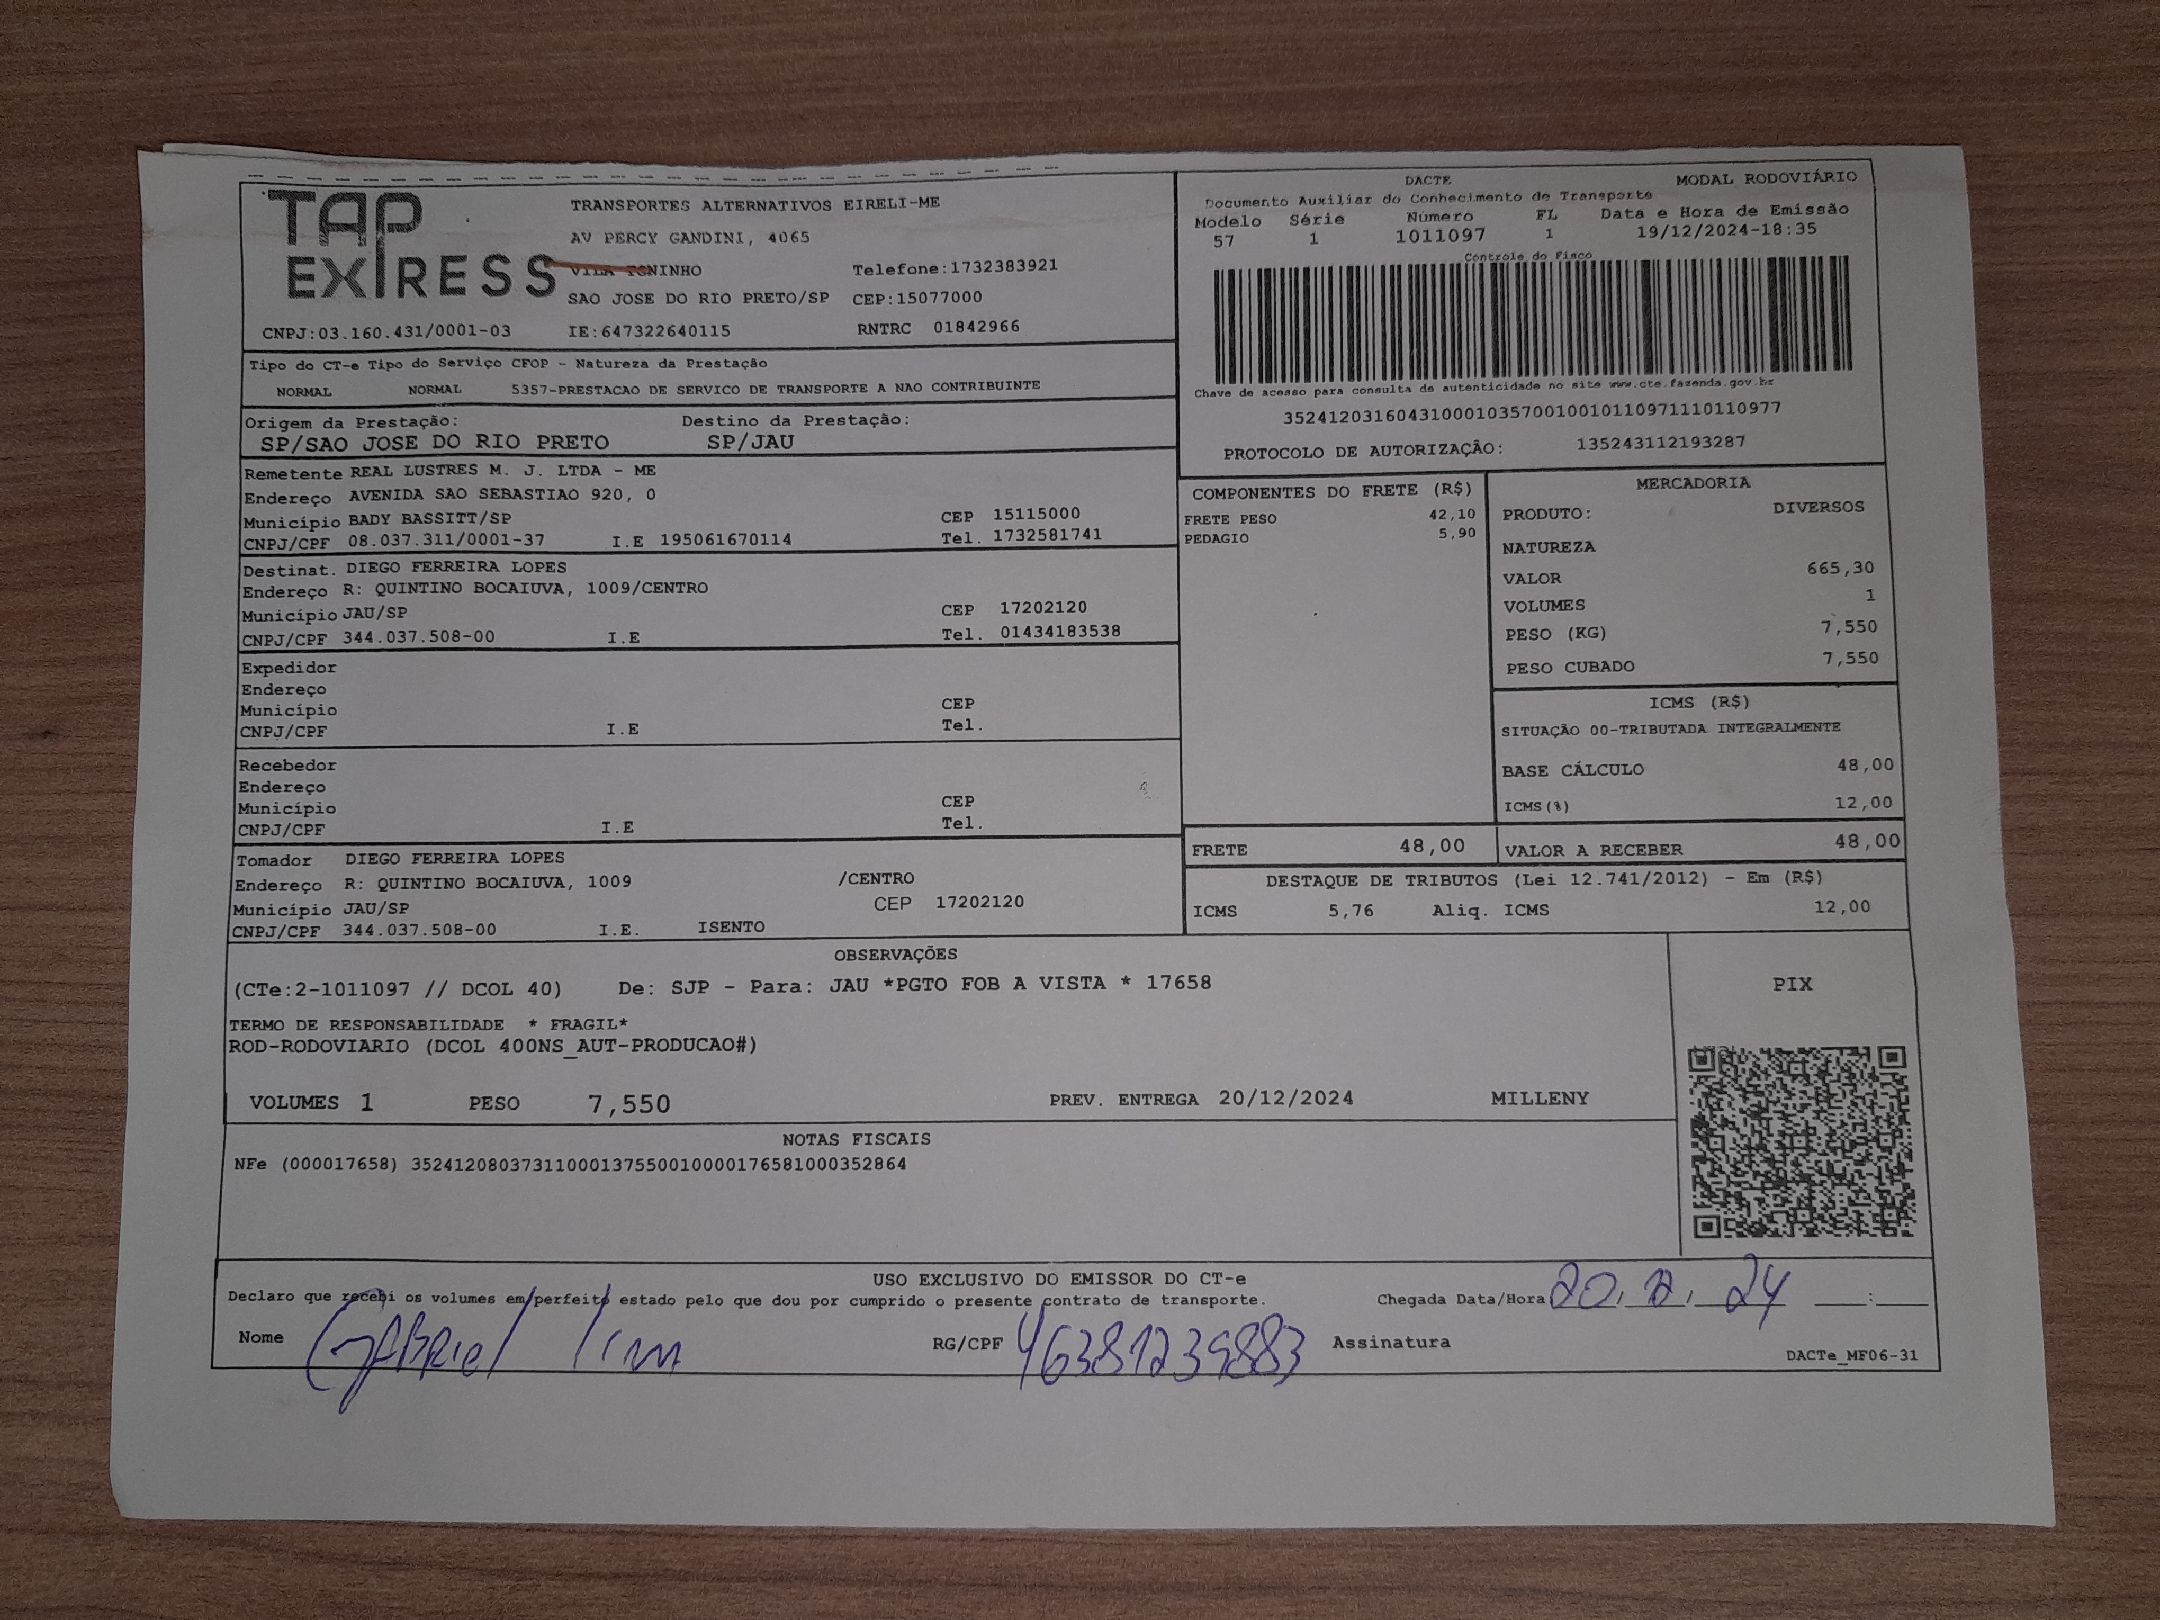 TAP EXPRESS
TRANSPORTES ALTERNATIVOS EIRELI-ME
AV PERCY GANDINI, 4065
VILA TONINHO Telefone:1732383921
SAO JOSE DO RIO PRETO/SP CEP:15077000
CNPJ:03.160.431/0001-03 IE:647322640115 RNTRC 01842966
DACTE MODAL RODOVIÁRIO
Documento Auxiliar do Conhecimento de Transporte
Modelo Série Número FL Data e Hora de Emissão
57 1 1011097 1 19/12/2024-18:35
Controle do Fisco
Chave de acesso para consulta de autenticidade no site www.cte.fazenda.gov.br
35241203160431000103570010010110971110110977
PROTOCOLO DE AUTORIZAÇÃO: 135243112193287
Tipo do CT-e Tipo do Serviço CFOP - Natureza da Prestação
NORMAL NORMAL 5357-PRESTACAO DE SERVICO DE TRANSPORTE A NAO CONTRIBUINTE
Origem da Prestação: Destino da Prestação:
SP/SAO JOSE DO RIO PRETO SP/JAU
Remetente REAL LUSTRES M. J. LTDA - ME
Endereço AVENIDA SAO SEBASTIAO 920, 0
Município BADY BASSITT/SP CEP 15115000
CNPJ/CPF 08.037.311/0001-37 I.E 195061670114 Tel. 1732581741
Destinat. DIEGO FERREIRA LOPES
Endereço R: QUINTINO BOCAIUVA, 1009/CENTRO
Município JAU/SP CEP 17202120
CNPJ/CPF 344.037.508-00 I.E Tel. 01434183538
Expedidor
Endereço
Município CEP
CNPJ/CPF I.E Tel.
Recebedor
Endereço
Município CEP
CNPJ/CPF I.E Tel.
Tomador DIEGO FERREIRA LOPES
Endereço R: QUINTINO BOCAIUVA, 1009 /CENTRO
Município JAU/SP CEP 17202120
CNPJ/CPF 344.037.508-00 I.E. ISENTO
COMPONENTES DO FRETE (R$)
FRETE PESO 42,10
PEDAGIO 5,90
MERCADORIA
PRODUTO: DIVERSOS
NATUREZA
VALOR 665,30
VOLUMES 1
PESO (KG) 7,550
PESO CUBADO 7,550
ICMS (R$)
SITUAÇÃO 00-TRIBUTADA INTEGRALMENTE
BASE CÁLCULO 48,00
ICMS(%) 12,00
FRETE 48,00 VALOR A RECEBER 48,00
DESTAQUE DE TRIBUTOS (Lei 12.741/2012) - Em (R$)
ICMS 5,76 Aliq. ICMS 12,00
OBSERVAÇÕES
(CTe:2-1011097 // DCOL 40) De: SJP - Para: JAU *PGTO FOB A VISTA * 17658
TERMO DE RESPONSABILIDADE * FRAGIL*
ROD-RODOVIARIO (DCOL 400NS_AUT-PRODUCAO#)
VOLUMES 1 PESO 7,550 PREV. ENTREGA 20/12/2024 MILLENY
PIX
NOTAS FISCAIS
NFe (000017658) 35241208037311000137550010000176581000352864
USO EXCLUSIVO DO EMISSOR DO CT-e
Declaro que recebi os volumes em perfeito estado pelo que dou por cumprido o presente contrato de transporte. Chegada Data/Hora 20.12.24 __:__
Nome GABRIEL RG/CPF 46381239883 Assinatura
DACTe_MF06-31